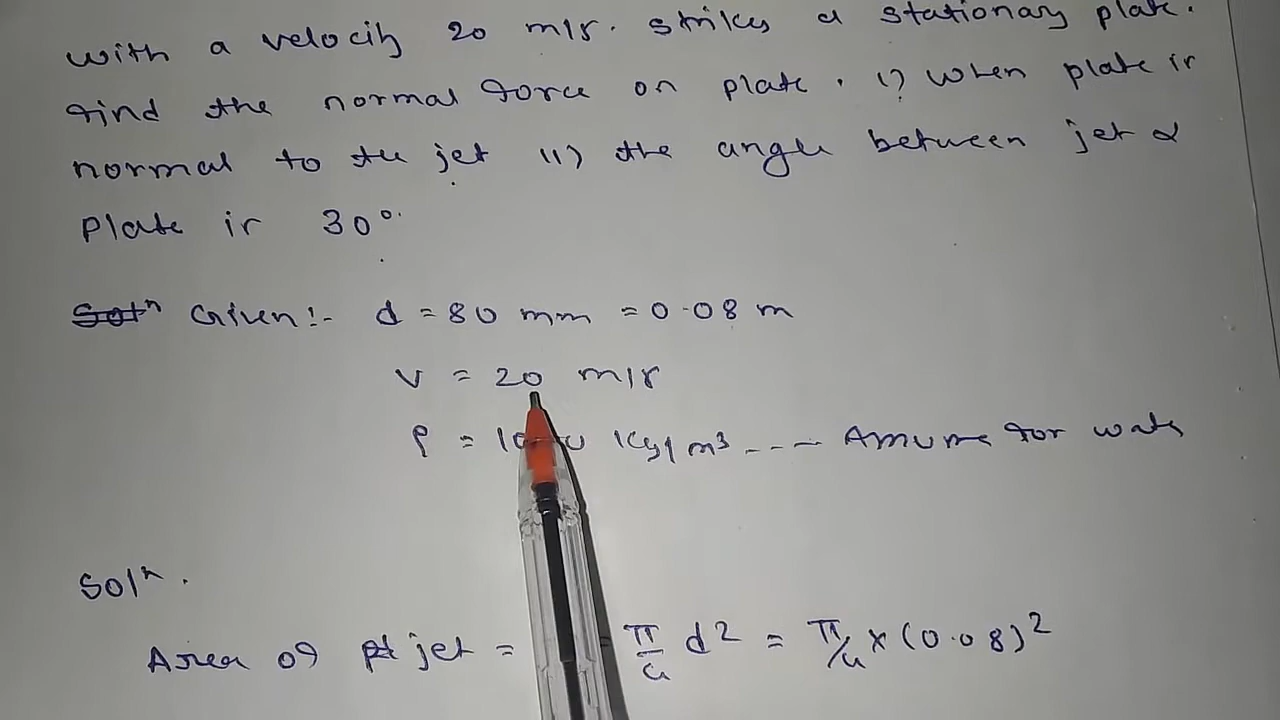 with a velocity 20 m/s. strikes a stationary plate.
find the normal force on plate. i) when plate is
normal to the jet ii) the angle between jet &
plate is 30°.
Soln Given:- d = 80 mm = 0.08 m
V = 20 m/s
ρ = kg/m³ ---- Assume for
Soln.
Area of jet = π/4 d² = π/4 × (0.08)²